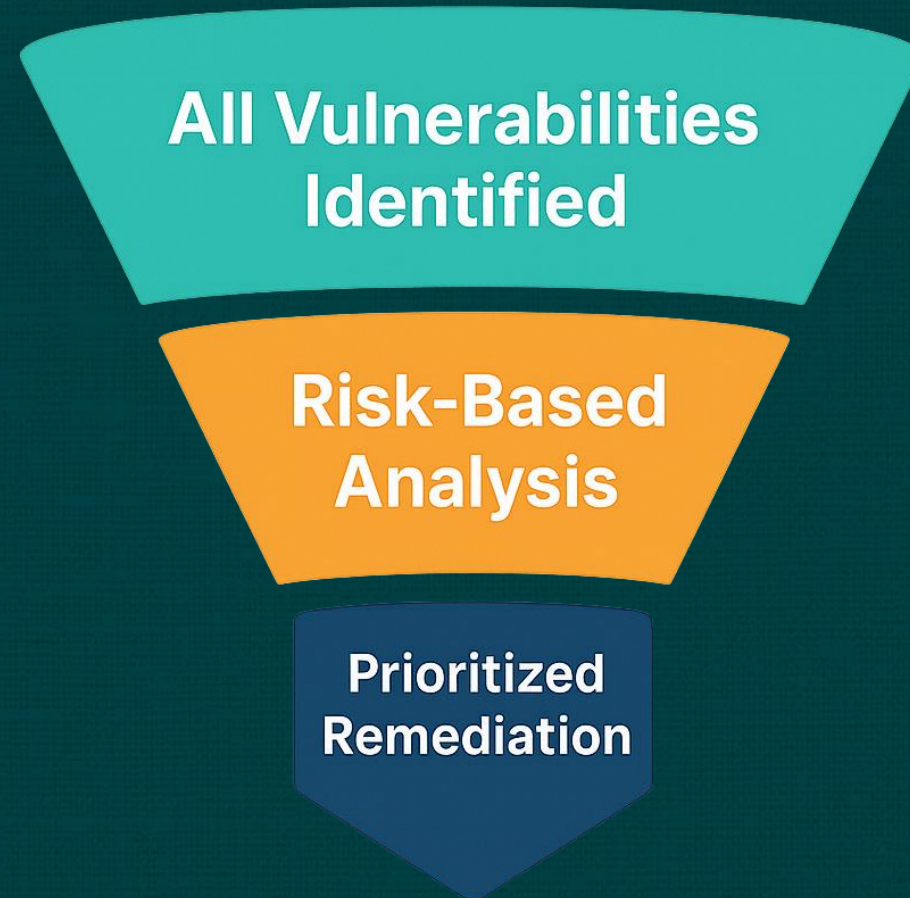 All Vulnerabilities
Identified
Risk-Based
Analysis
Prioritized
Remediation